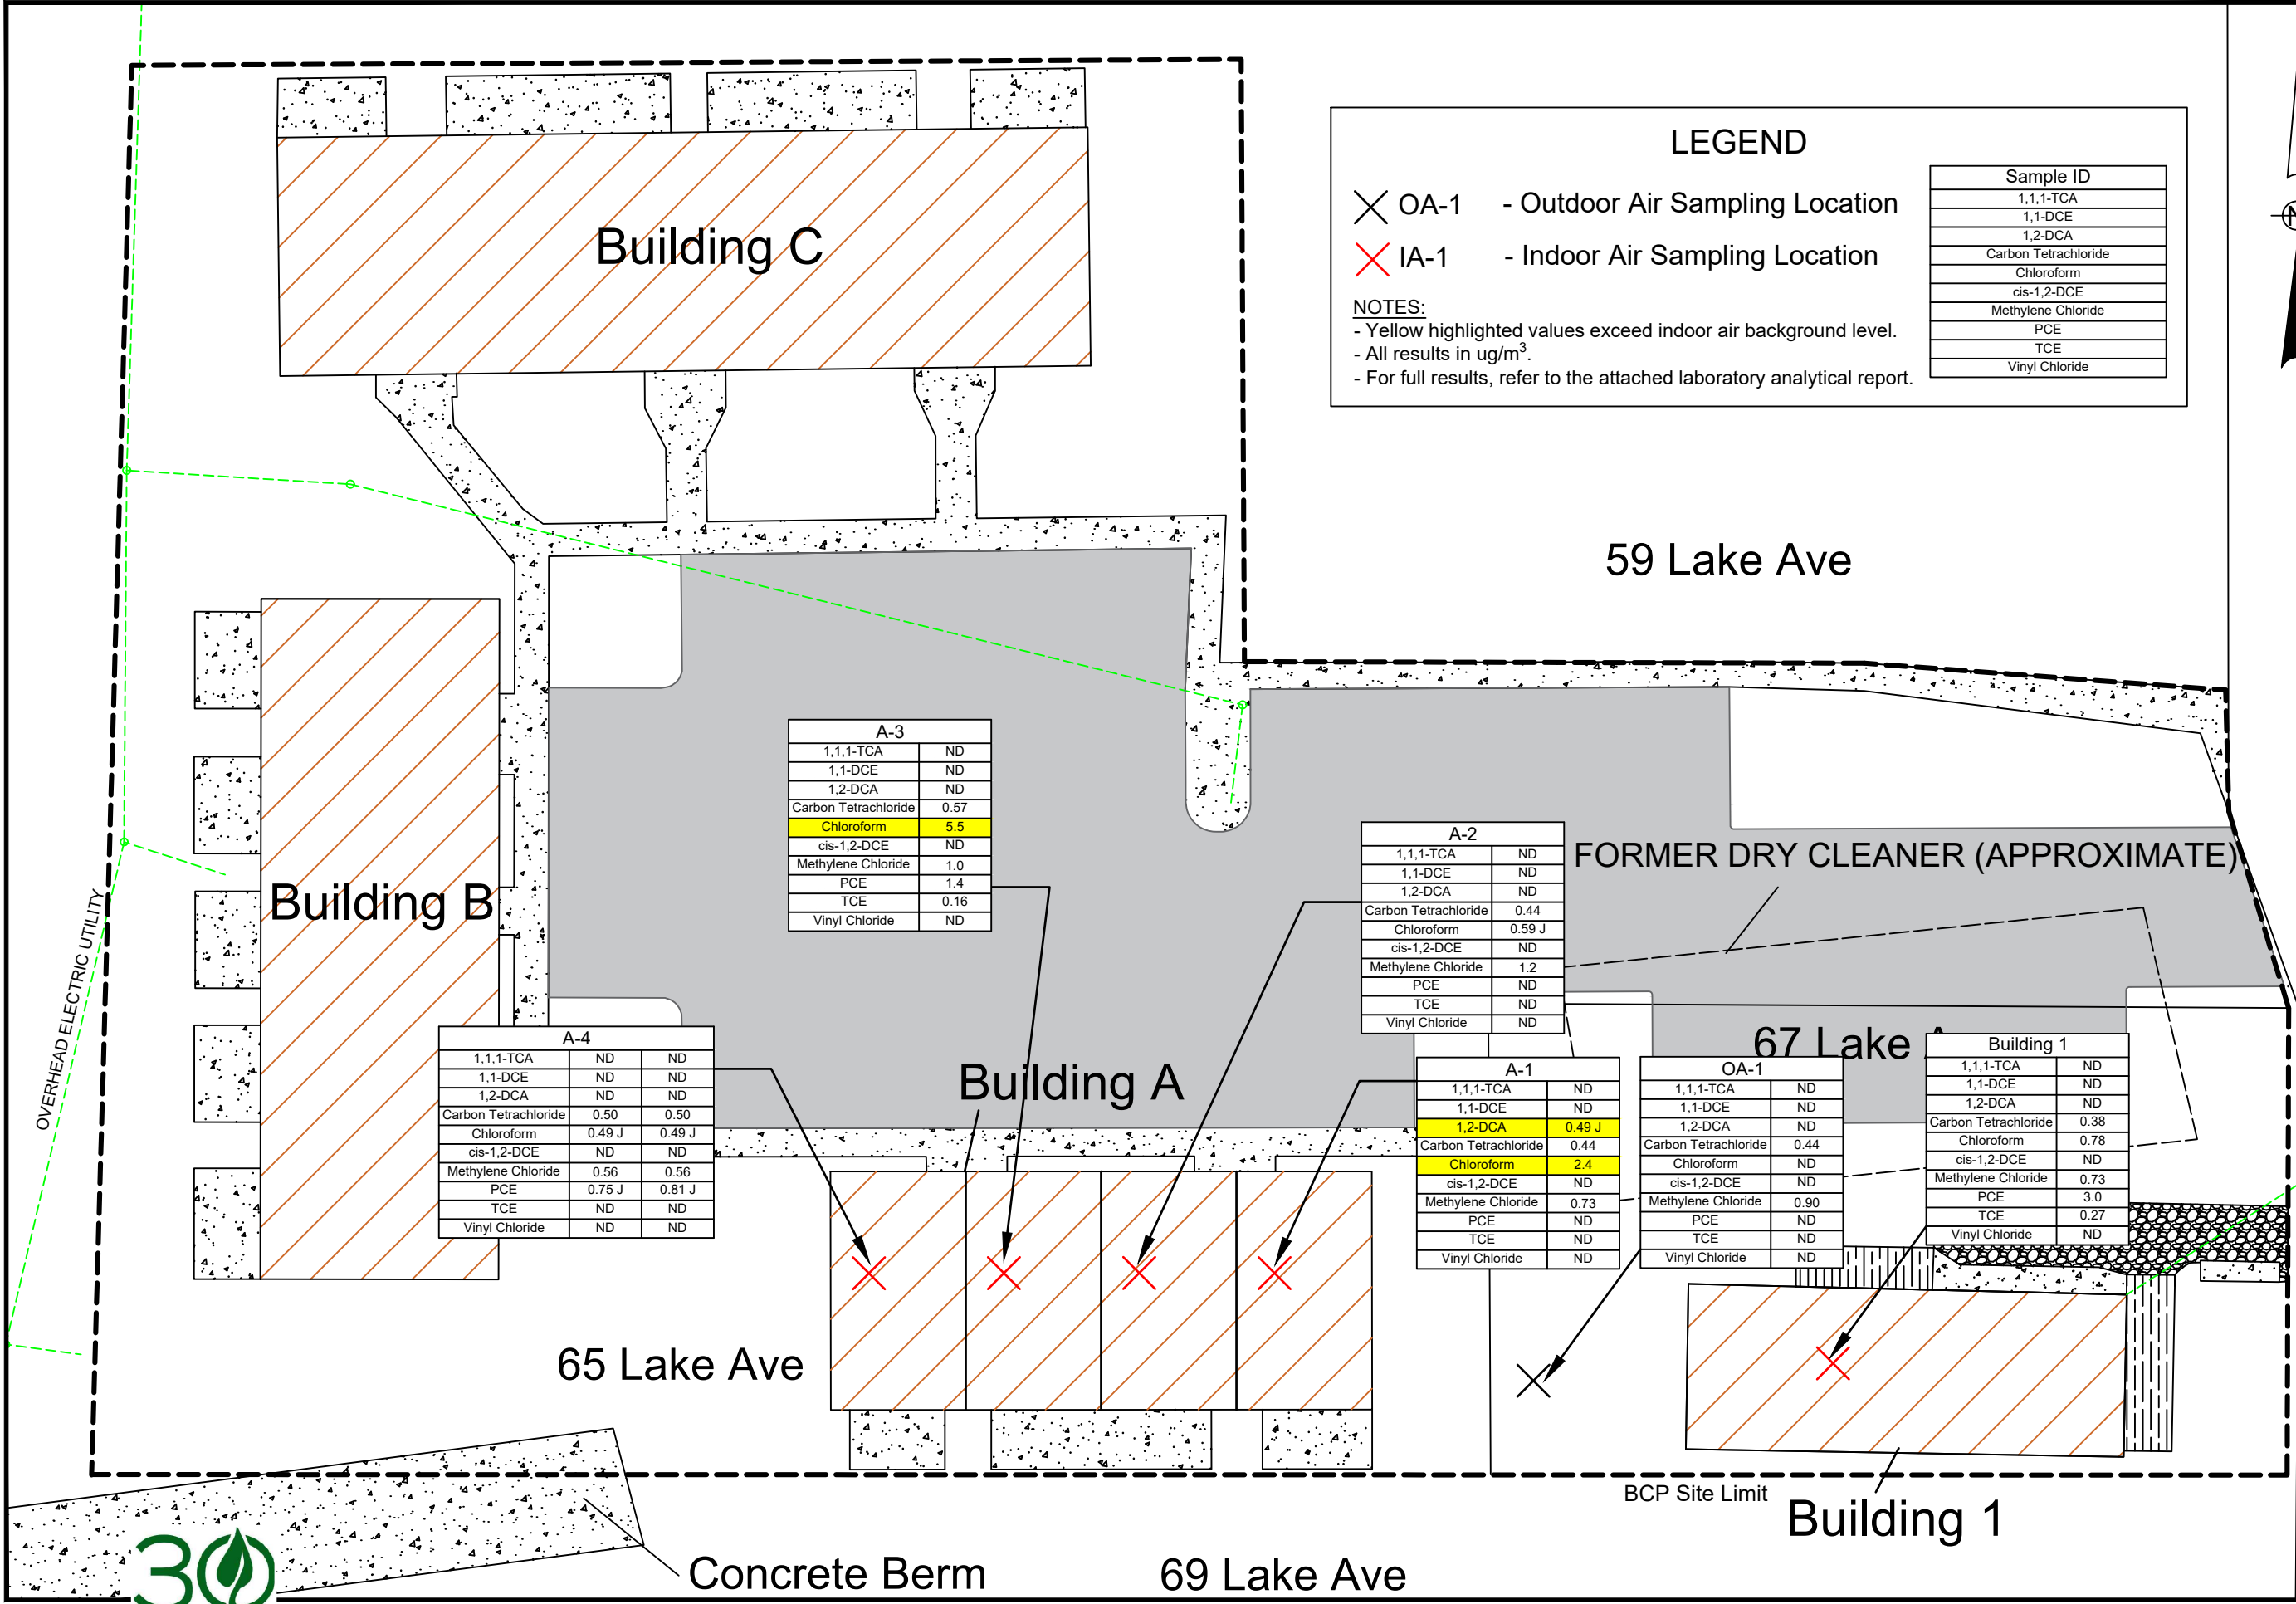 Building C
LEGEND
OA-1 - Outdoor Air Sampling Location
IA-1 - Indoor Air Sampling Location
NOTES:
- Yellow highlighted values exceed indoor air background level.
- All results in ug/m³.
- For full results, refer to the attached laboratory analytical report.
Sample ID
1,1,1-TCA
1,1-DCE
1,2-DCA
Carbon Tetrachloride
Chloroform
cis-1,2-DCE
Methylene Chloride
PCE
TCE
Vinyl Chloride
N
59 Lake Ave
A-3
1,1,1-TCA ND
1,1-DCE ND
1,2-DCA ND
Carbon Tetrachloride 0.57
Chloroform 5.5
cis-1,2-DCE ND
Methylene Chloride 1.0
PCE 1.4
TCE 0.16
Vinyl Chloride ND
A-2
1,1,1-TCA ND
1,1-DCE ND
1,2-DCA ND
Carbon Tetrachloride 0.44
Chloroform 0.59 J
cis-1,2-DCE ND
Methylene Chloride 1.2
PCE ND
TCE ND
Vinyl Chloride ND
FORMER DRY CLEANER (APPROXIMATE)
Building B
OVERHEAD ELECTRIC UTILITY
A-4
1,1,1-TCA ND ND
1,1-DCE ND ND
1,2-DCA ND ND
Carbon Tetrachloride 0.50 0.50
Chloroform 0.49 J 0.49 J
cis-1,2-DCE ND ND
Methylene Chloride 0.56 0.56
PCE 0.75 J 0.81 J
TCE ND ND
Vinyl Chloride ND ND
Building A
67 Lake A
A-1
1,1,1-TCA ND
1,1-DCE ND
1,2-DCA 0.49 J
Carbon Tetrachloride 0.44
Chloroform 2.4
cis-1,2-DCE ND
Methylene Chloride 0.73
PCE ND
TCE ND
Vinyl Chloride ND
OA-1
1,1,1-TCA ND
1,1-DCE ND
1,2-DCA ND
Carbon Tetrachloride 0.44
Chloroform ND
cis-1,2-DCE ND
Methylene Chloride 0.90
PCE ND
TCE ND
Vinyl Chloride ND
Building 1
1,1,1-TCA ND
1,1-DCE ND
1,2-DCA ND
Carbon Tetrachloride 0.38
Chloroform 0.78
cis-1,2-DCE ND
Methylene Chloride 0.73
PCE 3.0
TCE 0.27
Vinyl Chloride ND
65 Lake Ave
BCP Site Limit
Building 1
Concrete Berm
69 Lake Ave
30